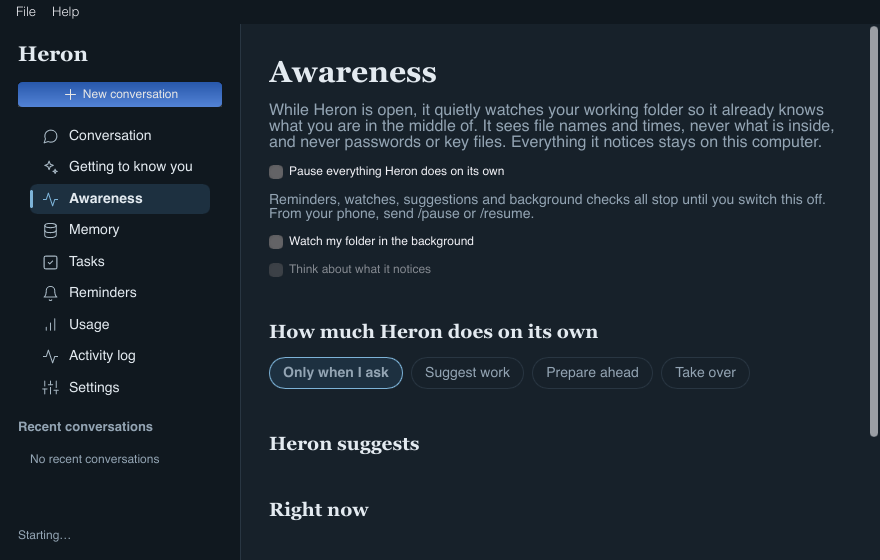 File Help
Heron
New conversation
Conversation
Getting to know you
Awareness
Memory
Tasks
Reminders
Usage
Activity log
Settings
Recent conversations
No recent conversations
Starting…
Awareness
While Heron is open, it quietly watches your working folder so it already knows
what you are in the middle of. It sees file names and times, never what is inside,
and never passwords or key files. Everything it notices stays on this computer.
Pause everything Heron does on its own
Reminders, watches, suggestions and background checks all stop until you switch this off.
From your phone, send /pause or /resume.
Watch my folder in the background
Think about what it notices
How much Heron does on its own
Only when I ask
Suggest work
Prepare ahead
Take over
Heron suggests
Right now